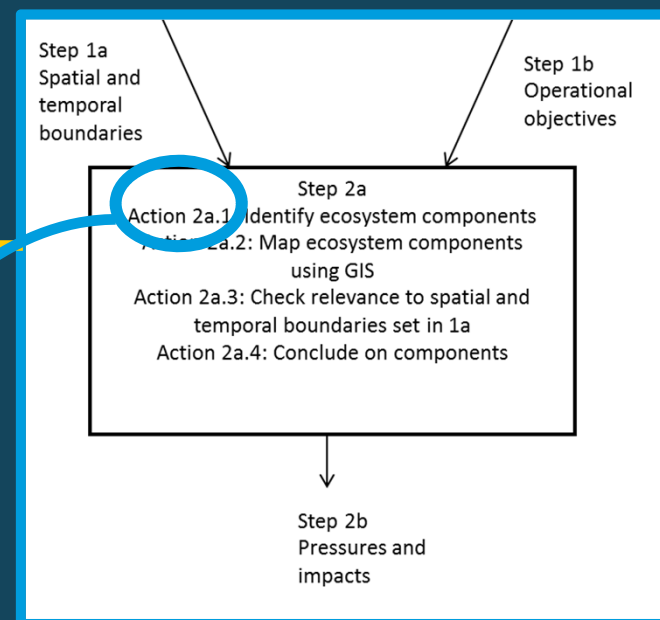 Step 1a
Spatial and
temporal
boundaries
Step 1b
Operational
objectives
Step 2a
Action 2a.1: Identify ecosystem components
Action 2a.2: Map ecosystem components
using GIS
Action 2a.3: Check relevance to spatial and
temporal boundaries set in 1a
Action 2a.4: Conclude on components
Step 2b
Pressures and
impacts